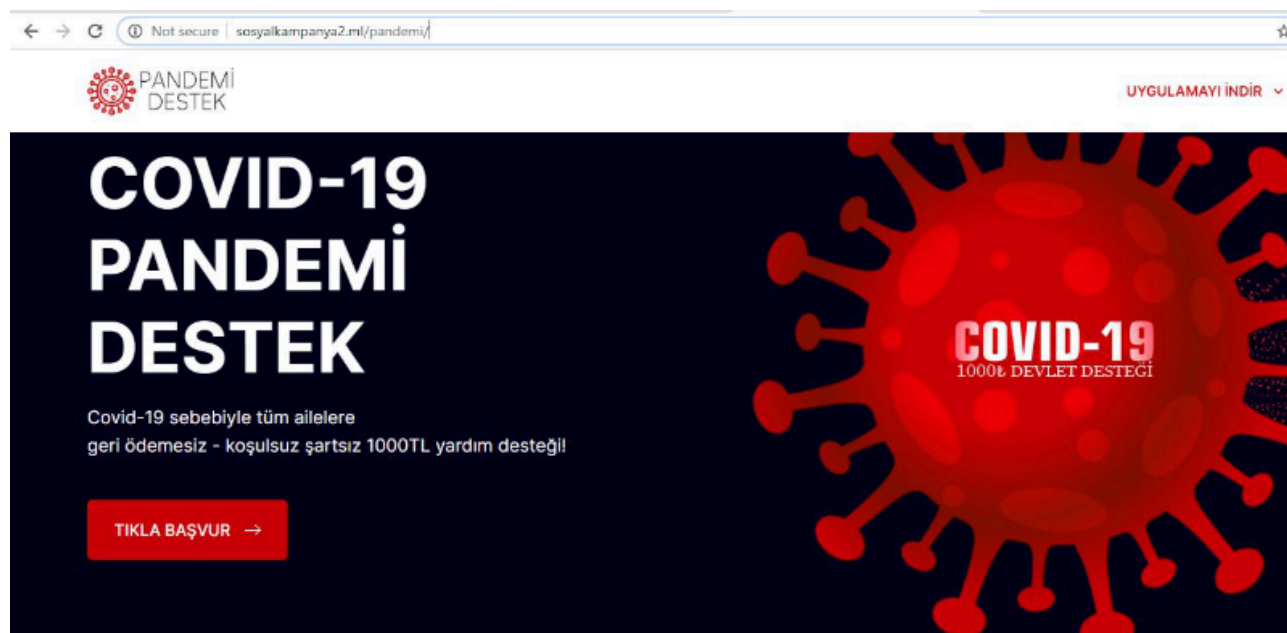 Not secure | sosyalkampanya2.ml/pandemi/
PANDEMİ
DESTEK
UYGULAMAYI İNDİR
COVID-19
PANDEMİ
DESTEK
Covid-19 sebebiyle tüm ailelere
geri ödemesiz - koşulsuz şartsız 1000TL yardım desteği!
TIKLA BAŞVUR →
COVID-19
1000₺ DEVLET DESTEĞİ